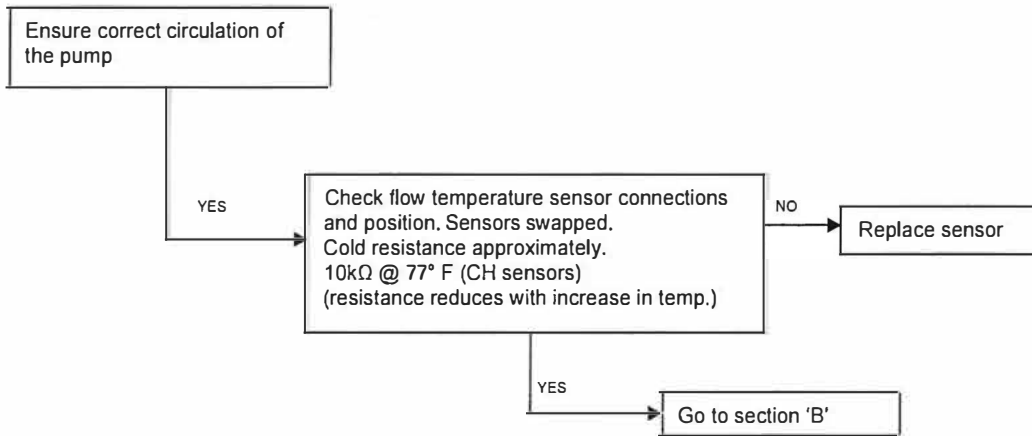 Ensure correct circulation of
the pump
YES
Check flow temperature sensor connections
and position. Sensors swapped.
Cold resistance approximately.
10kΩ @ 77° F (CH sensors)
(resistance reduces with increase in temp.)
NO
Replace sensor
YES
Go to section 'B'